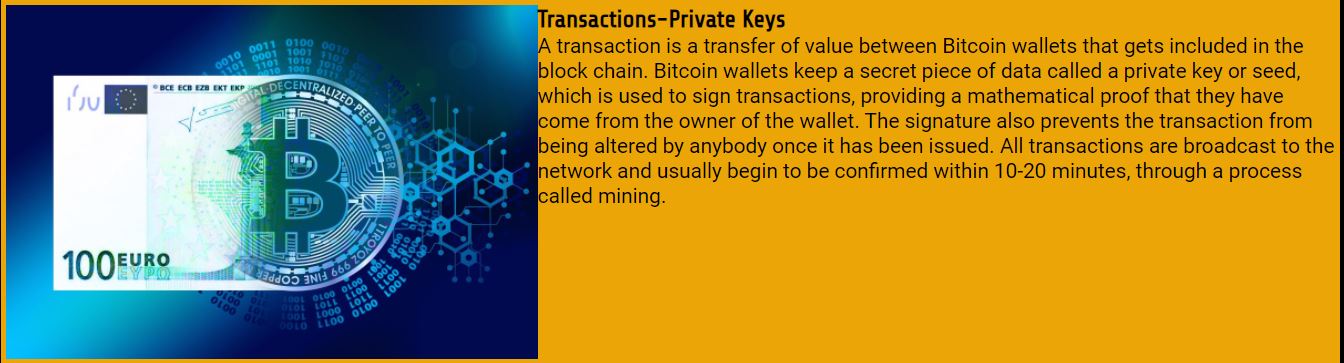 Transactions-Private Keys
A transaction is a transfer of value between Bitcoin wallets that gets included in the
block chain. Bitcoin wallets keep a secret piece of data called a private key or seed,
which is used to sign transactions, providing a mathematical proof that they have
come from the owner of the wallet. The signature also prevents the transaction from
being altered by anybody once it has been issued. All transactions are broadcast to the
network and usually begin to be confirmed within 10-20 minutes, through a process
called mining.
BCE ECB EZB EKT EKP
DIGITAL·DECENTRALIZED·PEER TO PEER
1 TROY OZ 999 FINE COPPER
100 EURO
ΕΥΡΩ